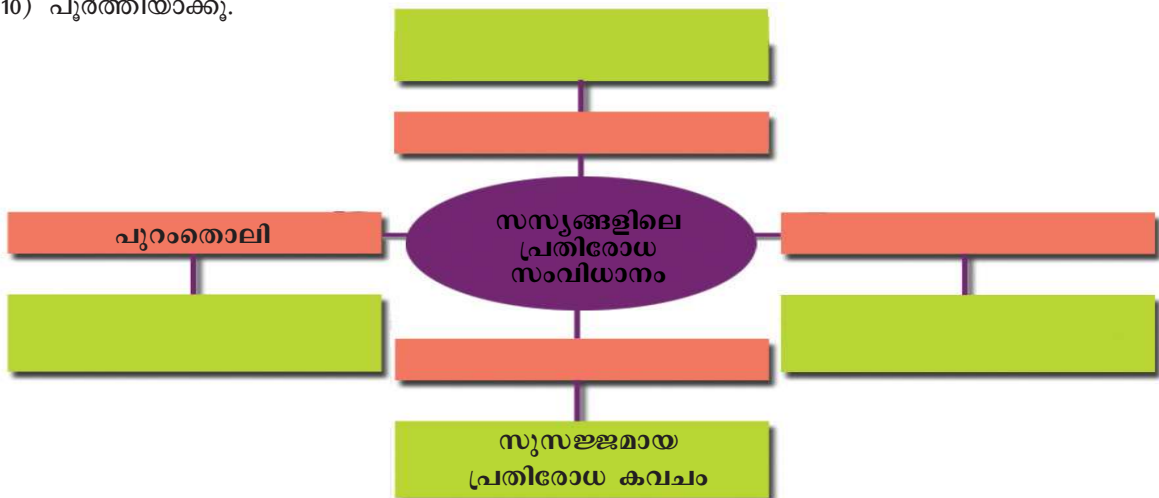 10) പൂർത്തിയാക്കൂ.
പുറംതൊലി
സസ്യങ്ങളിലെ
പ്രതിരോധ
സംവിധാനം
സുസജ്ജമായ
പ്രതിരോധ കവചം